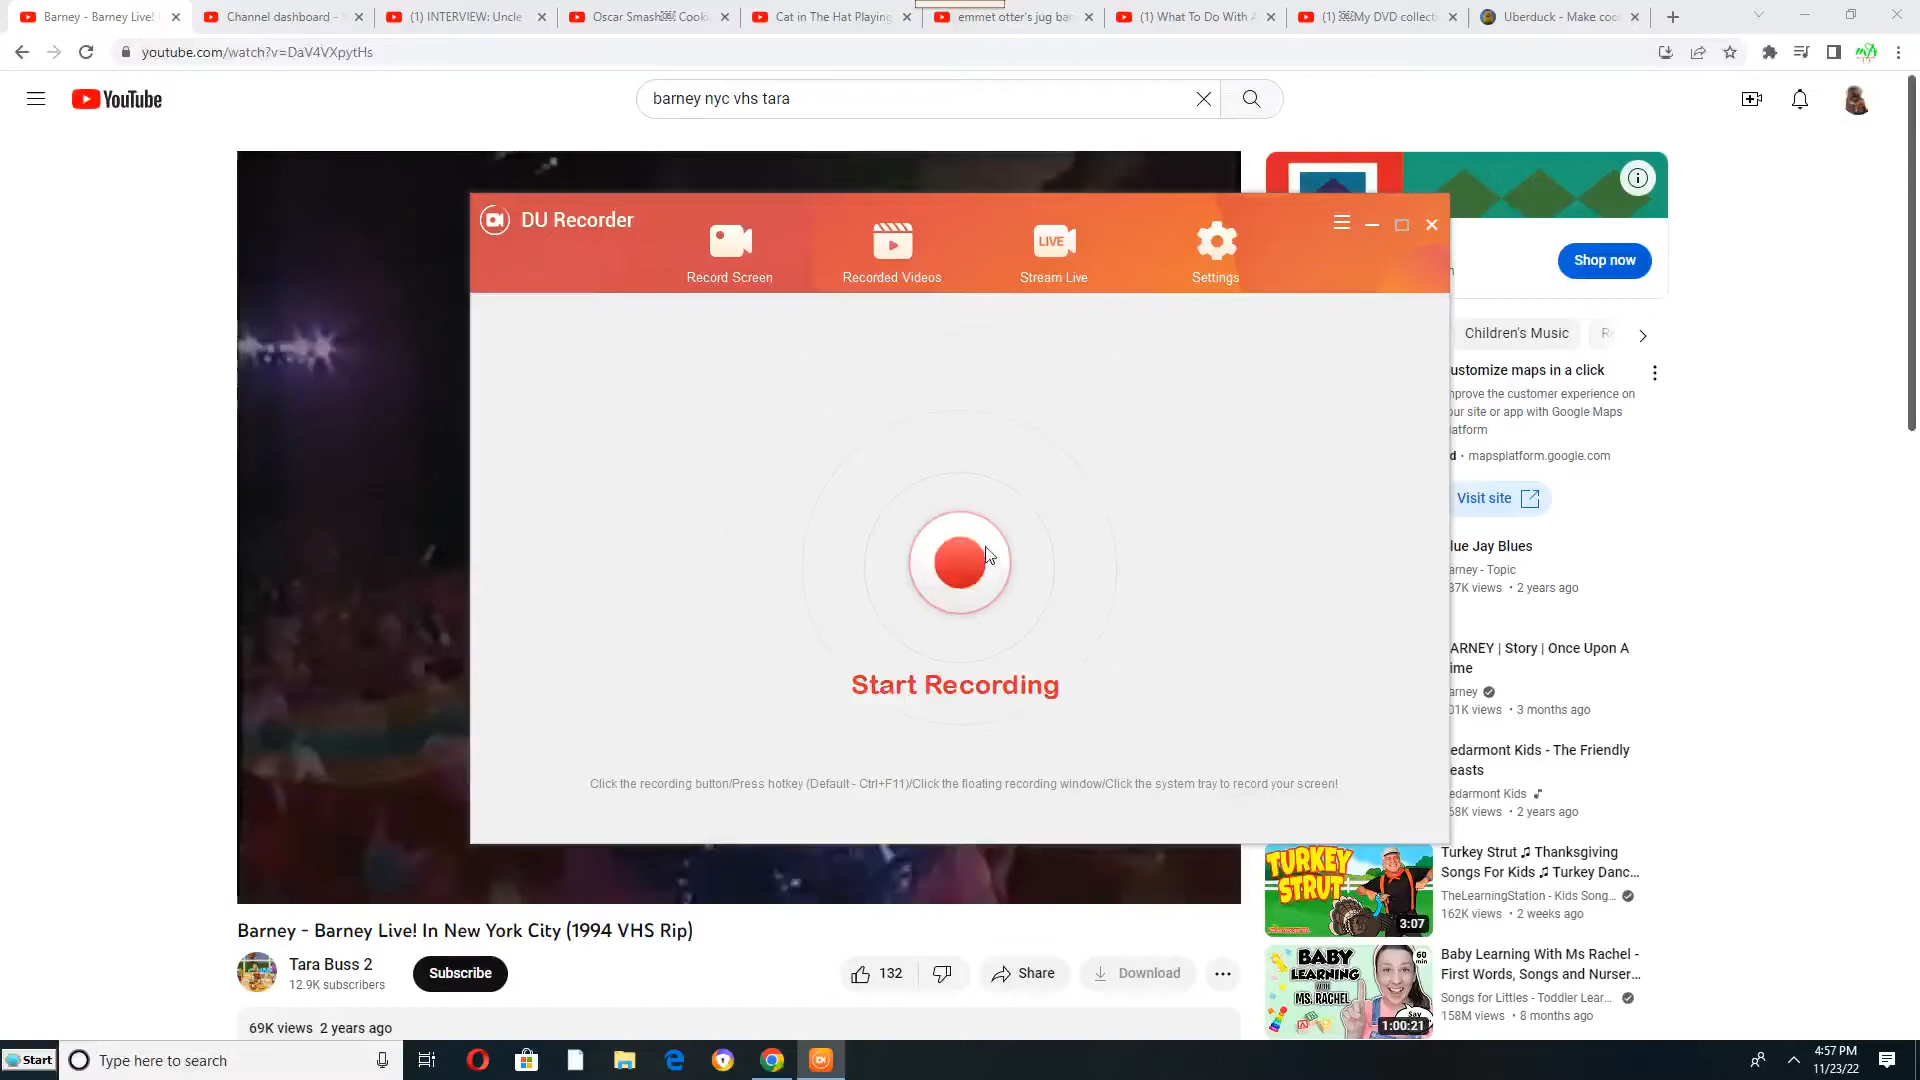 Barney - Barney Live!
Channel dashboard -
(1) INTERVIEW: Uncle
Oscar Smash
Cat in The Hat Playing
emmet otter's jug ba
(1) What To Do With
(1) My DVD collect
Uberduck - Make coo
youtube.com/watch?v=DaV4VXpytHs
YouTube
barney nyc vhs tara
DU Recorder
Record Screen
Recorded Videos
LIVE
Stream Live
Settings
Shop now
Children's Music
ustomize maps in a click
nprove the customer experience on
our site or app with Google Maps
latform
d · mapsplatform.google.com
Visit site
lue Jay Blues
arney - Topic
87K views • 2 years ago
Start Recording
ARNEY | Story | Once Upon A
ime
arney
01K views • 3 months ago
edarmont Kids - The Friendly
easts
edarmont Kids
68K views • 2 years ago
Click the recording button/Press hotkey (Default - Ctrl+F11)/Click the floating recording window/Click the system tray to record your screen!
TURKEY
STRUT
3:07
Turkey Strut ♫ Thanksgiving
Songs For Kids ♫ Turkey Danc...
TheLearningStation - Kids Song...
162K views • 2 weeks ago
BABY
LEARNING
WITH
MS. RACHEL
60
min
Say
1:00:21
Baby Learning With Ms Rachel -
First Words, Songs and Nurser...
Songs for Littles - Toddler Lear...
158M views • 8 months ago
Barney - Barney Live! In New York City (1994 VHS Rip)
Tara Buss 2
12.9K subscribers
Subscribe
132
Share
Download
69K views 2 years ago
Start
Type here to search
4:57 PM
11/23/22